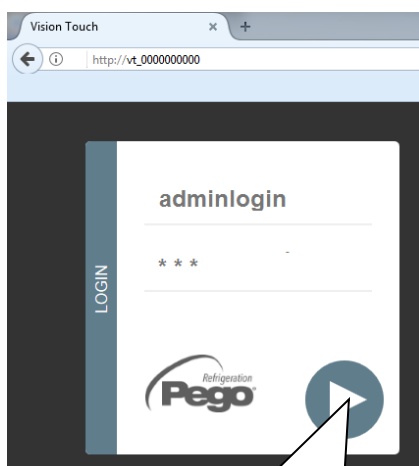 Vision Touch × +
http://vt_0000000000
adminlogin
* * *
LOGIN
Refrigeration
Pego